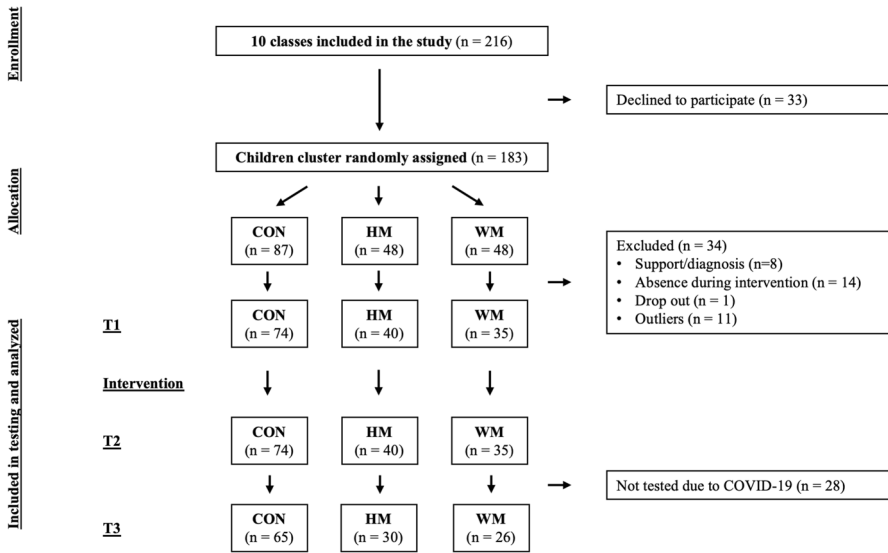 Enrollment
10 classes included in the study (n = 216)
Declined to participate (n = 33)
Children cluster randomly assigned (n = 183)
Allocation
CON
(n = 87)
HM
(n = 48)
WM
(n = 48)
Excluded (n = 34)
• Support/diagnosis (n=8)
• Absence during intervention (n = 14)
• Drop out (n = 1)
• Outliers (n = 11)
Included in testing and analyzed
T1
CON
(n = 74)
HM
(n = 40)
WM
(n = 35)
Intervention
T2
CON
(n = 74)
HM
(n = 40)
WM
(n = 35)
Not tested due to COVID-19 (n = 28)
T3
CON
(n = 65)
HM
(n = 30)
WM
(n = 26)